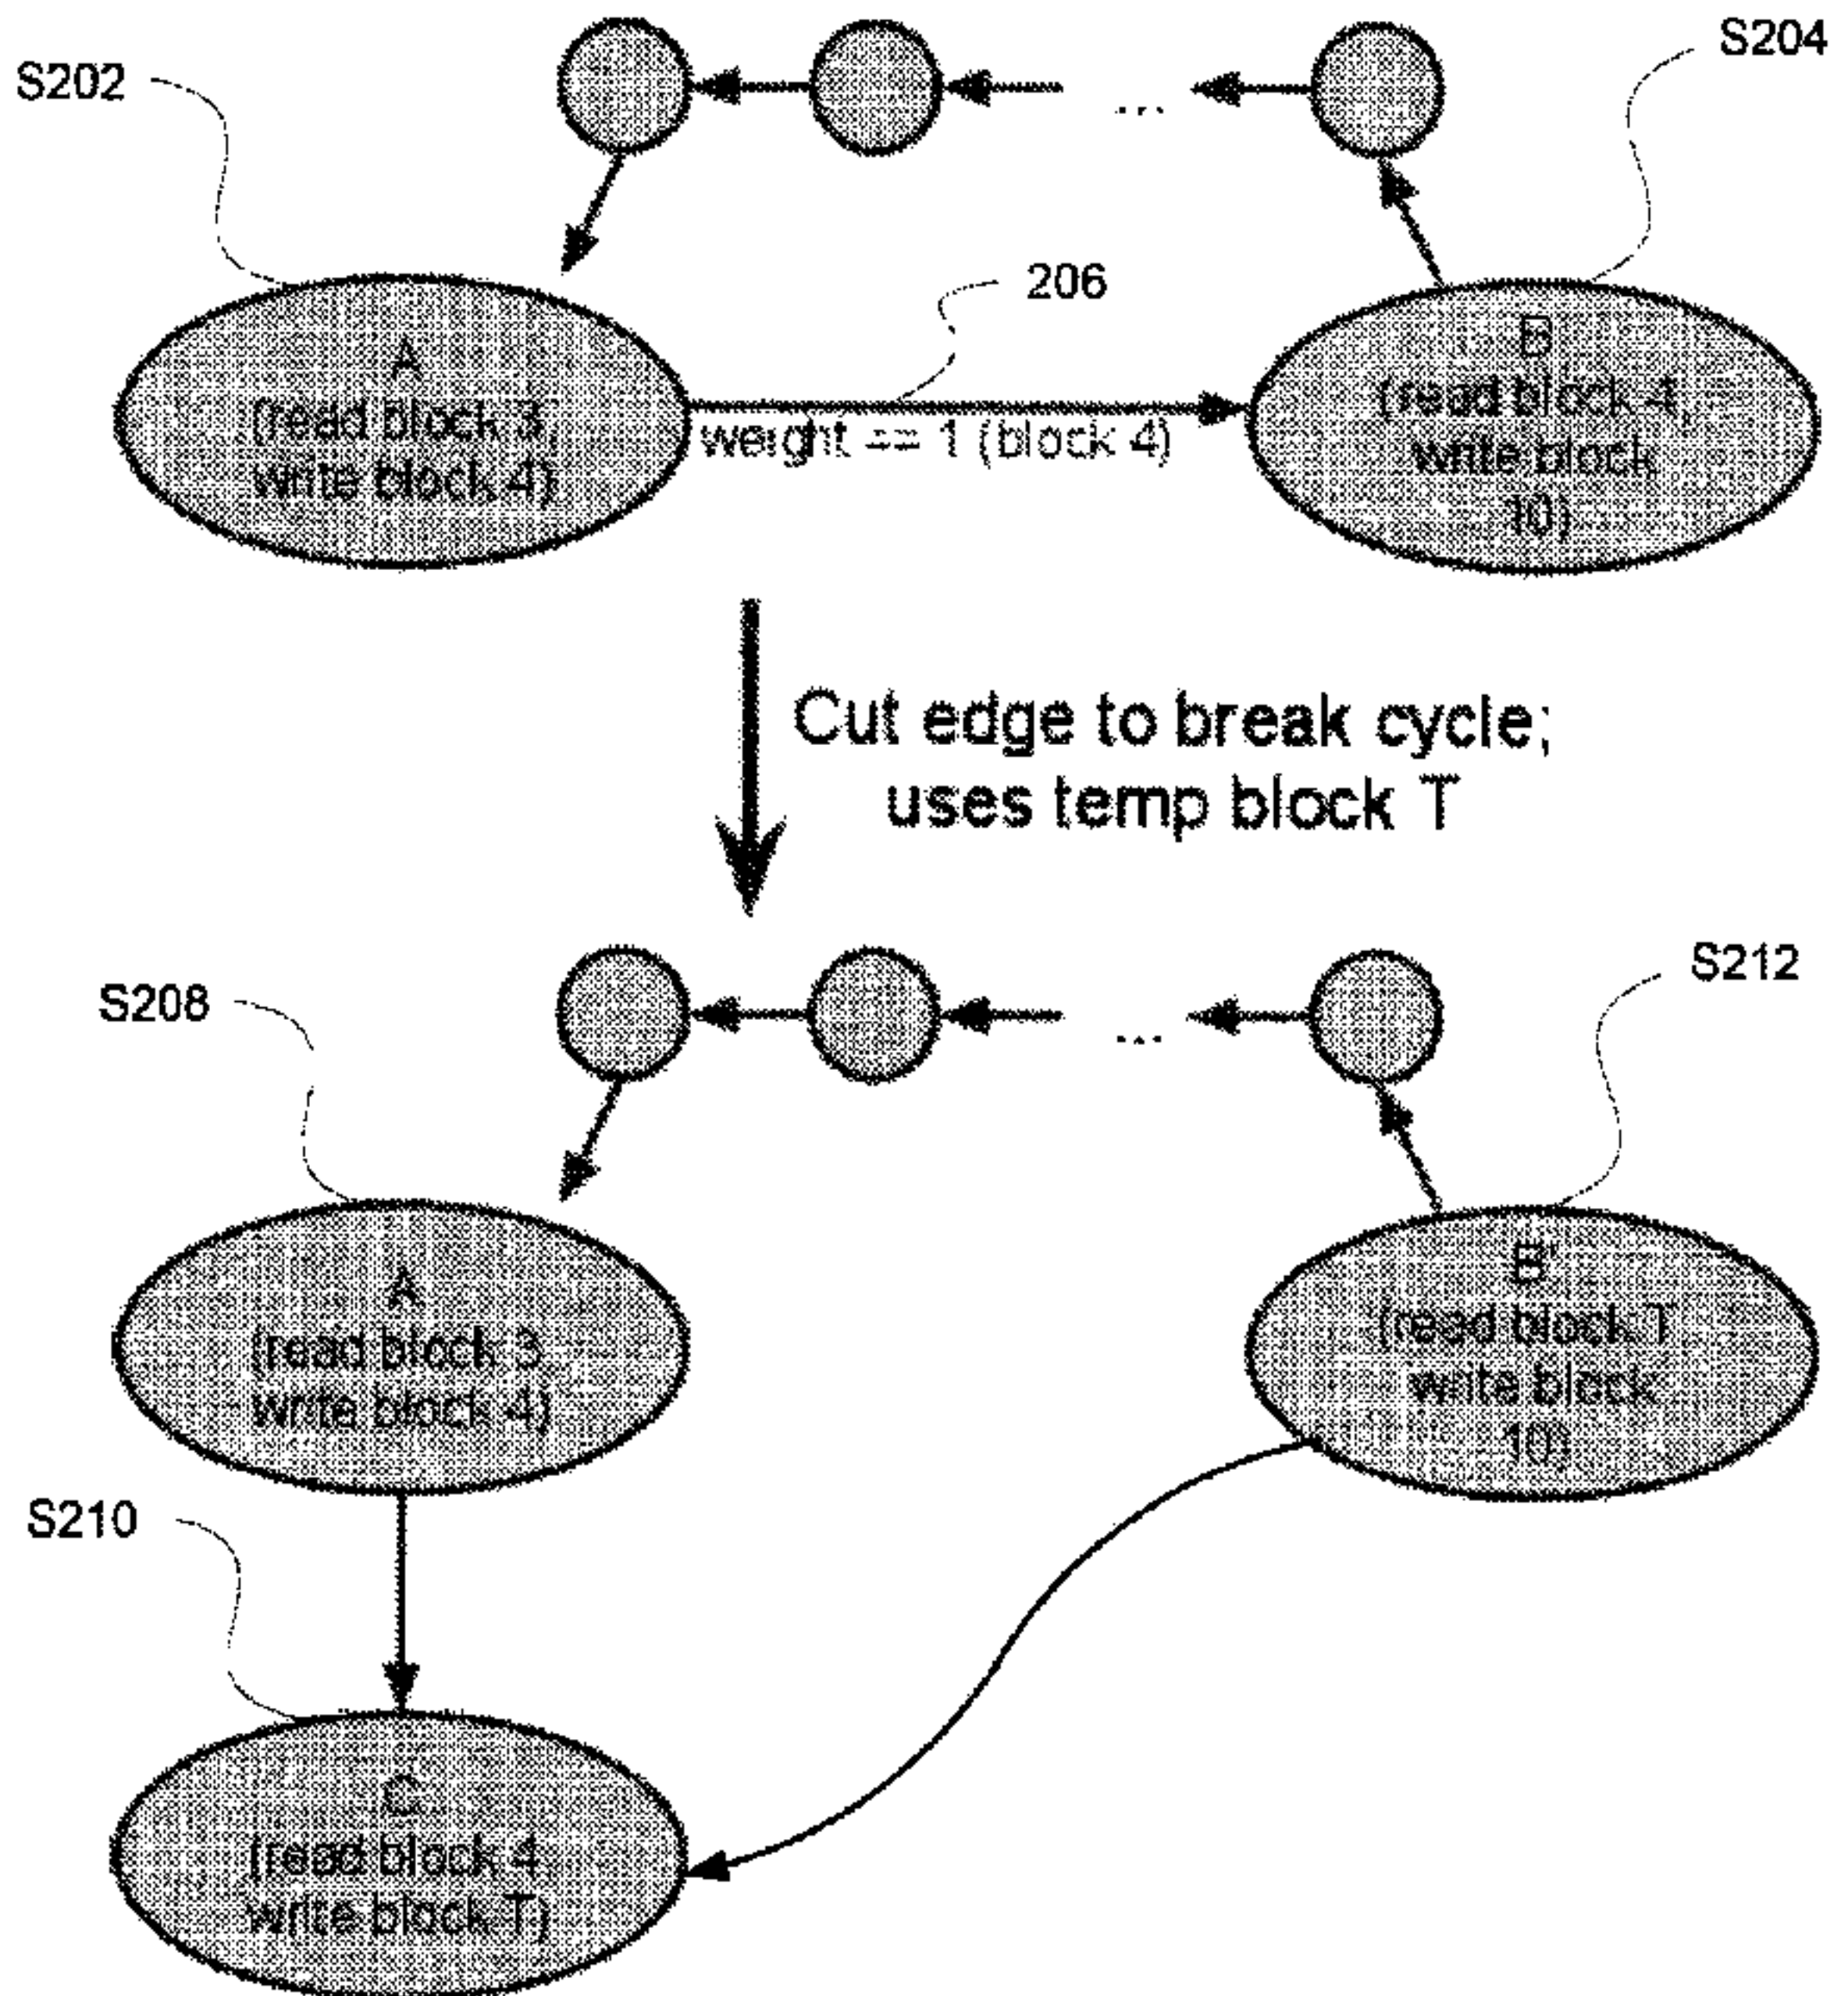 S202
S204
206
A
(read block 3,
write block 4)
weight == 1 (block 4)
B
(read block 4,
write block
10)
Cut edge to break cycle;
uses temp block T
S208
S212
A
(read block 3,
write block 4)
B'
(read block T,
write block
10)
S210
C
(read block 4,
write block T)